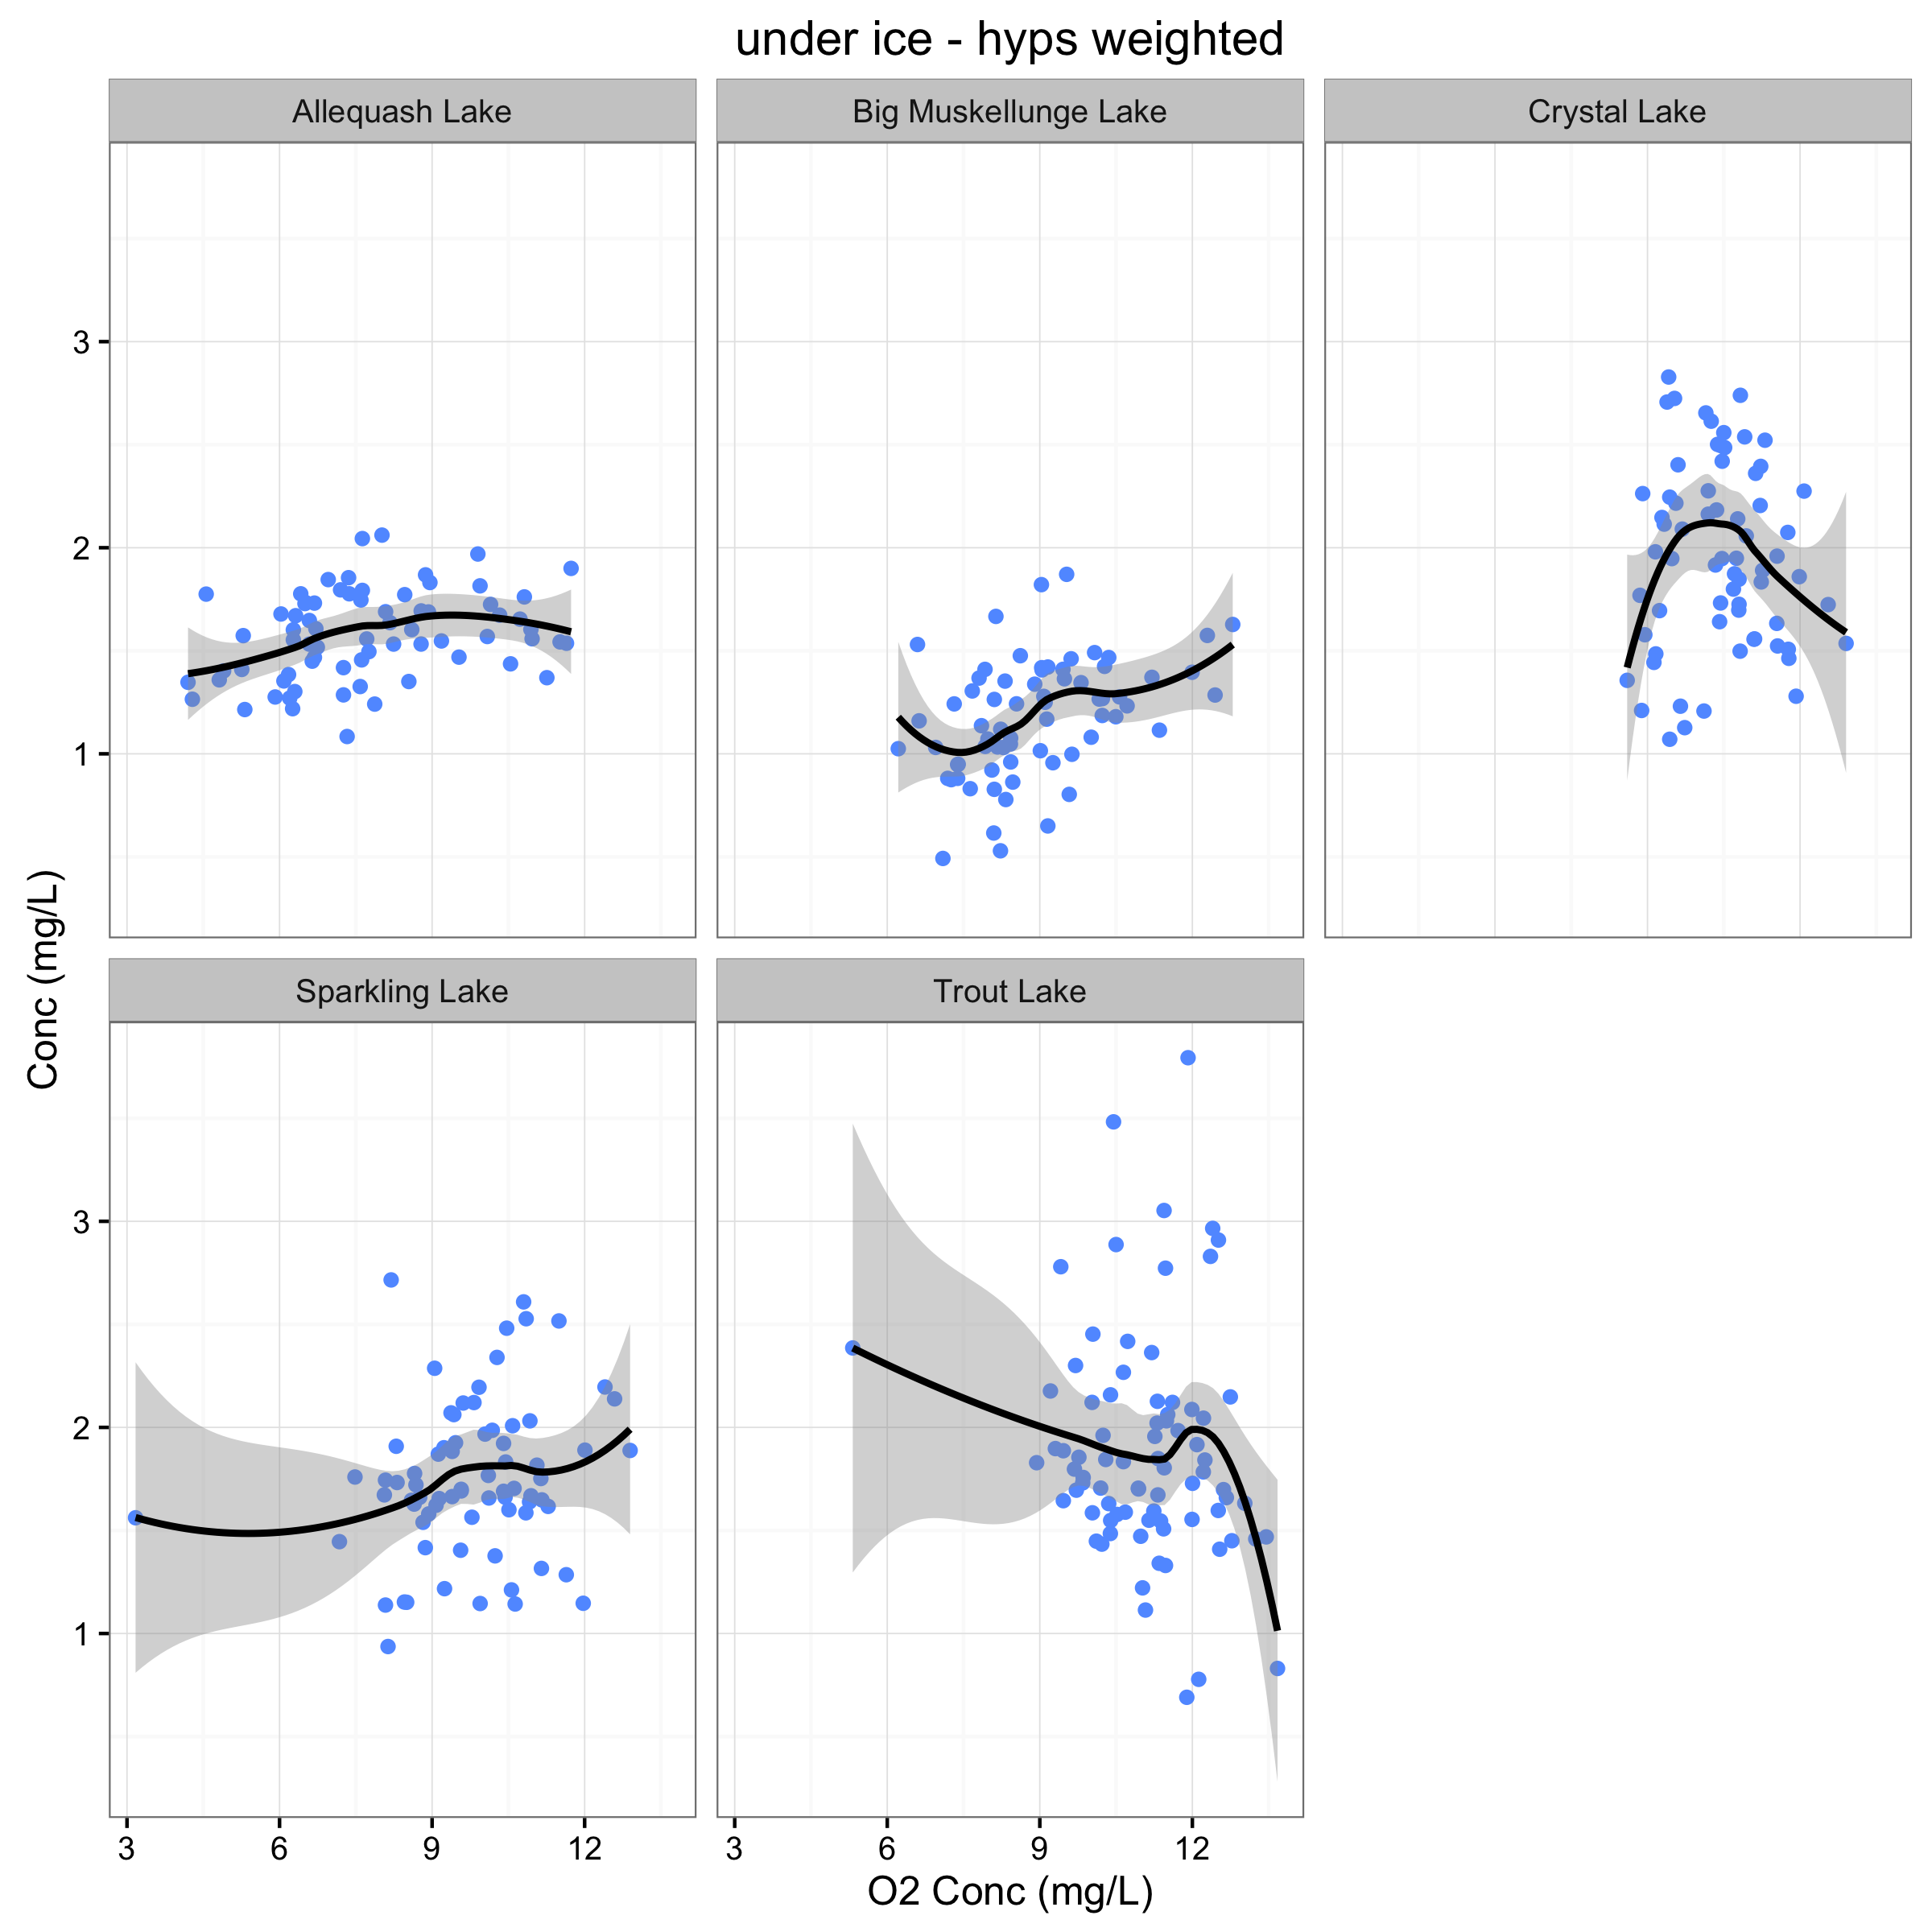 under ice - hyps weighted
Allequash Lake
Big Muskellunge Lake
Crystal Lake
3
2
1
Conc (mg/L)
Sparkling Lake
Trout Lake
3
2
1
3 6 9 12
3 6 9 12
O2 Conc (mg/L)